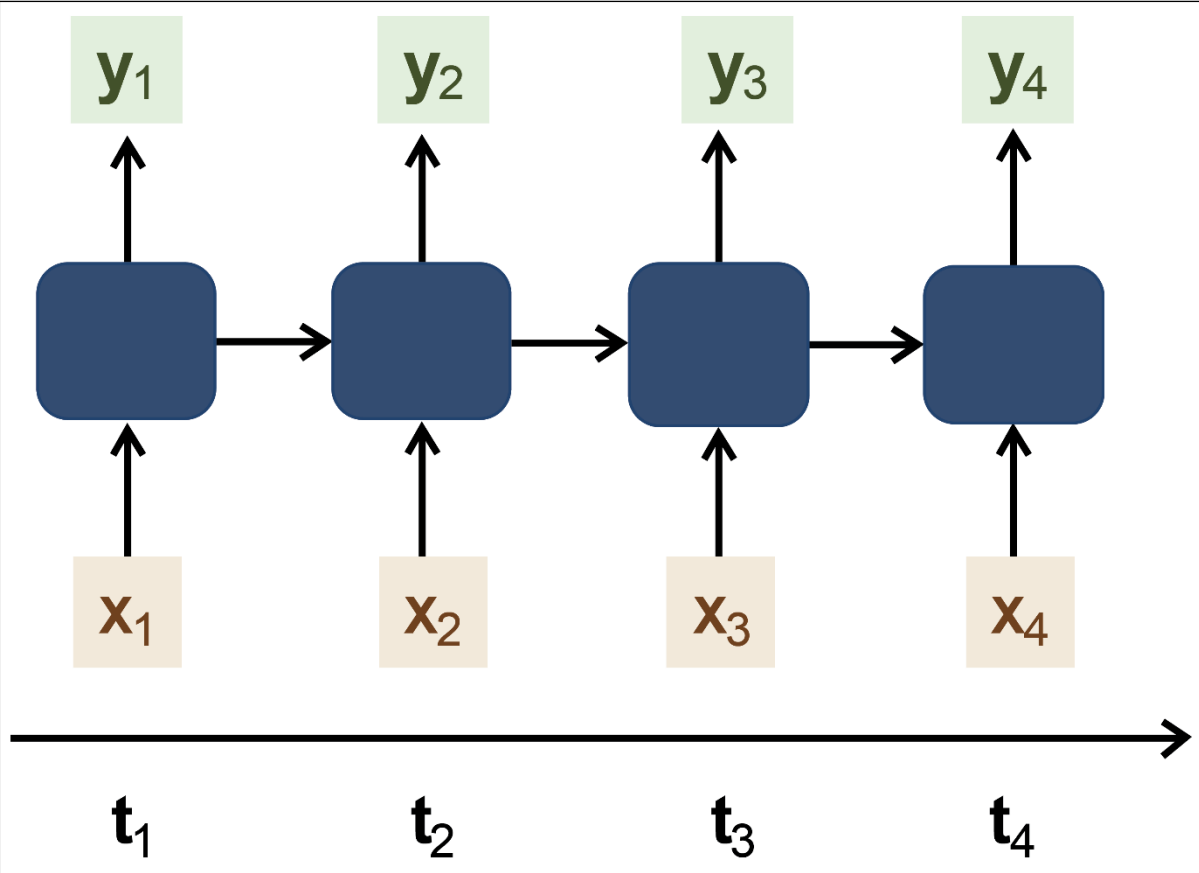 y₁ y₂ y₃ y₄
x₁ x₂ x₃ x₄
t₁ t₂ t₃ t₄